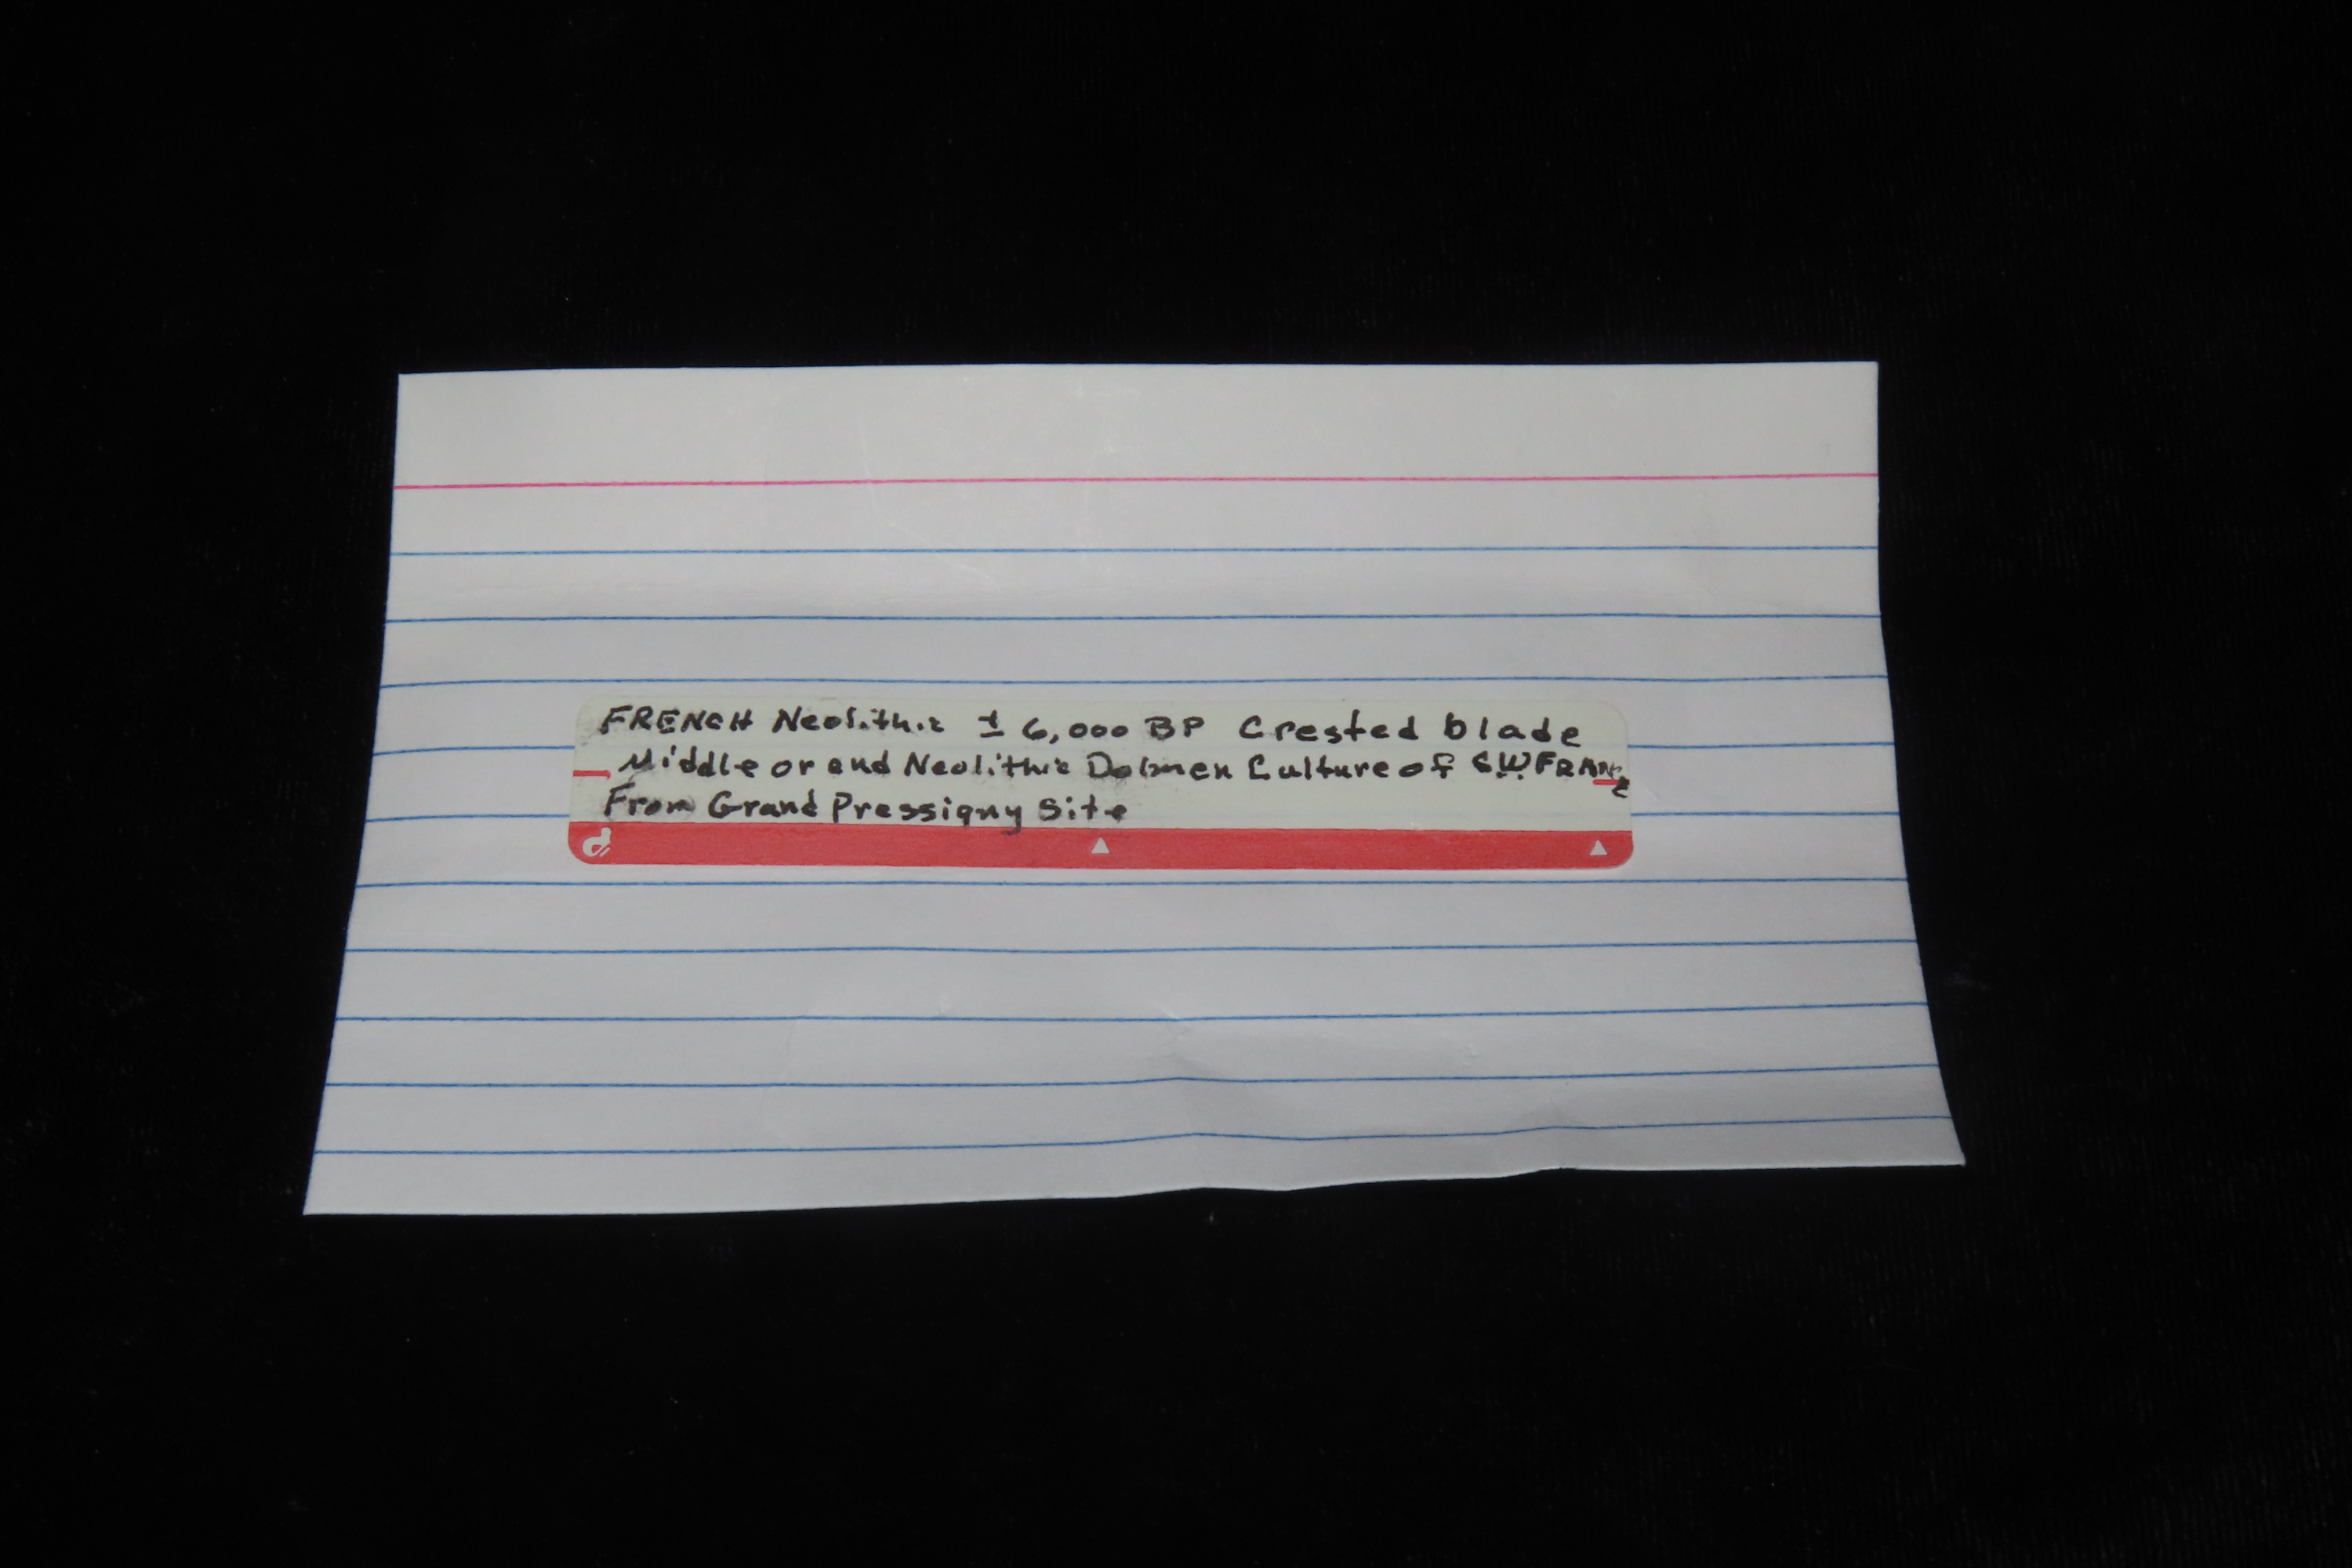 FRENCH Neolithic ± 6,000 BP Crested blade
Middle or end Neolithic Dolmen Culture of S.W. FRANCE
From Grand Pressigny Site